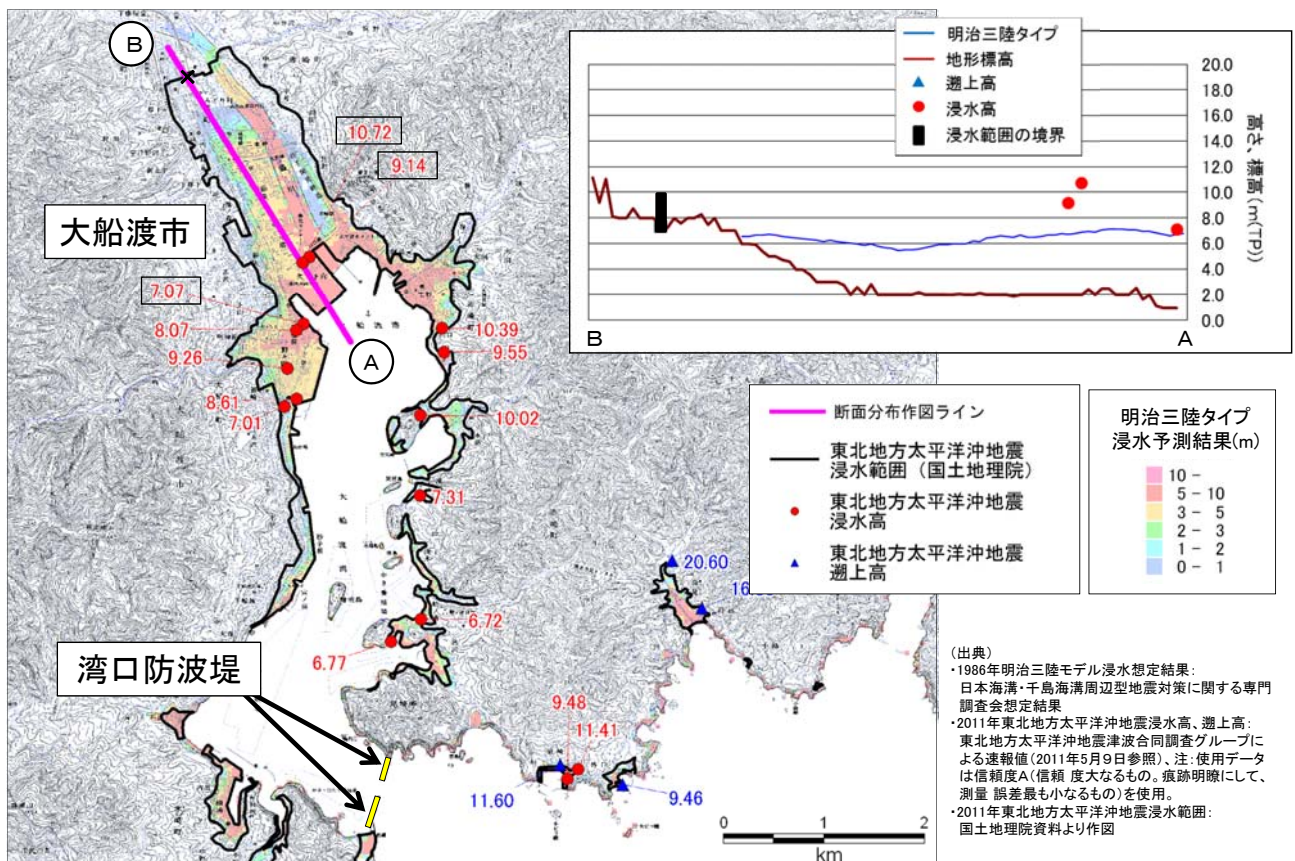 B
大船渡市
10.72
9.14
7.07
8.07
9.26
8.61
7.01
A
10.39
9.55
10.02
7.31
6.72
6.77
湾口防波堤
20.60
9.48
11.41
11.60
9.46
0 1 2
km
明治三陸タイプ
地形標高
遡上高
浸水高
浸水範囲の境界
20.0
18.0
16.0
14.0
12.0
10.0
8.0
6.0
4.0
2.0
0.0
高さ、標高(m(TP))
B A
断面分布作図ライン
東北地方太平洋沖地震
浸水範囲(国土地理院)
東北地方太平洋沖地震
浸水高
東北地方太平洋沖地震
遡上高
明治三陸タイプ
浸水予測結果(m)
10 -
5 - 10
3 - 5
2 - 3
1 - 2
0 - 1
(出典)
・1986年明治三陸モデル浸水想定結果:
日本海溝・千島海溝周辺型地震対策に関する専門
調査会想定結果
・2011年東北地方太平洋沖地震浸水高、遡上高:
東北地方太平洋沖地震津波合同調査グループに
よる速報値(2011年5月9日参照)、注:使用データ
は信頼度A(信頼 度大なるもの。痕跡明瞭にして、
測量 誤差最も小なるもの)を使用。
・2011年東北地方太平洋沖地震浸水範囲:
国土地理院資料より作図